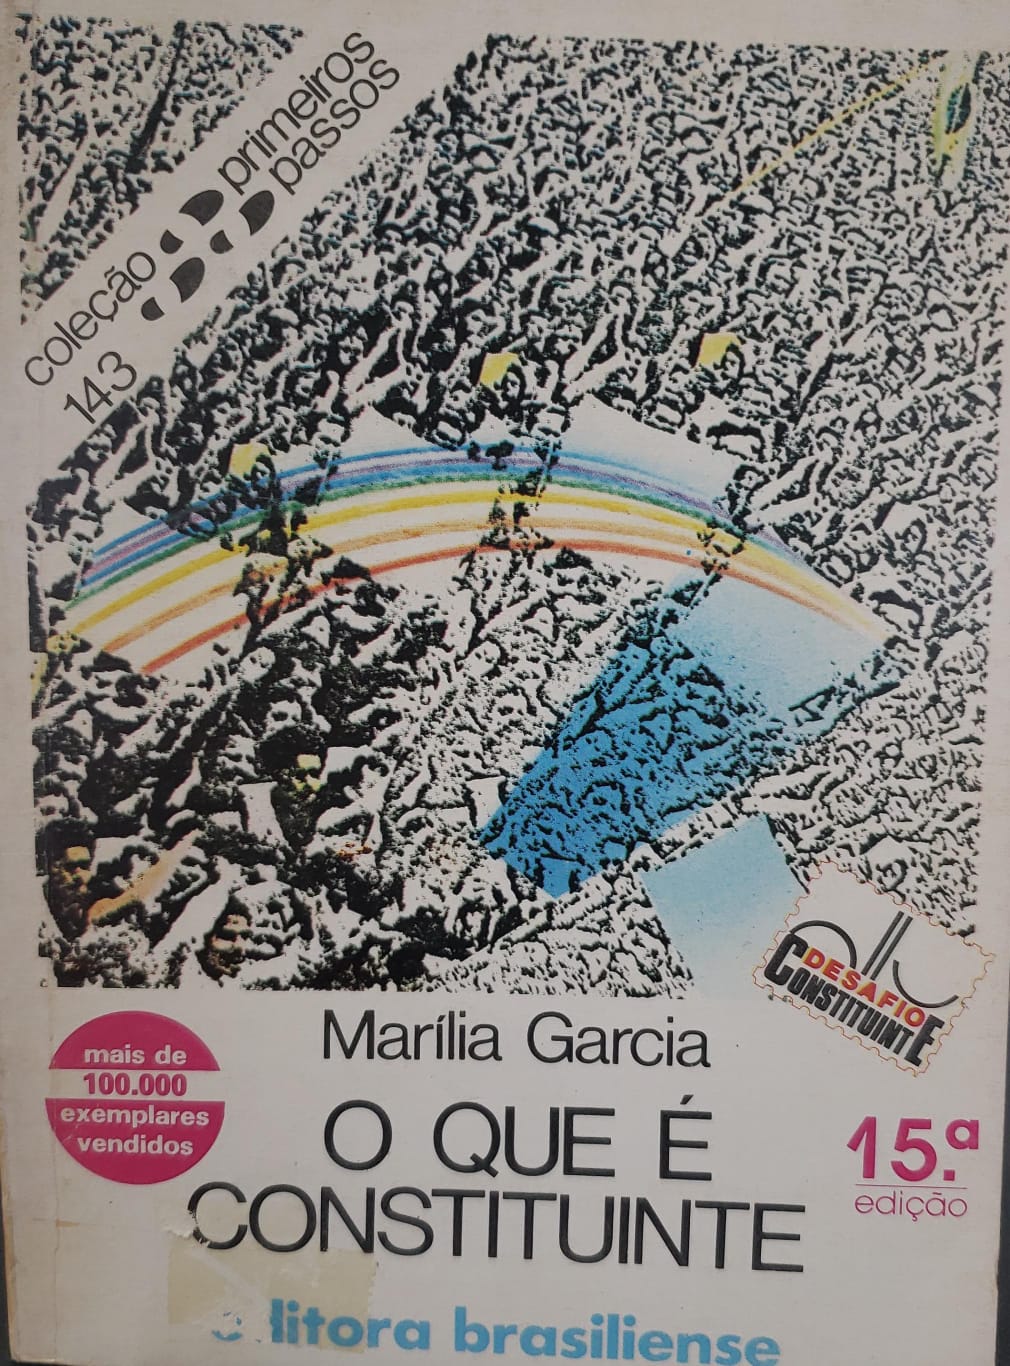 coleção primeiros
143 passos
DESAFIO
CONSTITUINTE
Marília Garcia
mais de
100.000
exemplares
vendidos
O QUE É
CONSTITUINTE
15.ª
edição
editora brasiliense